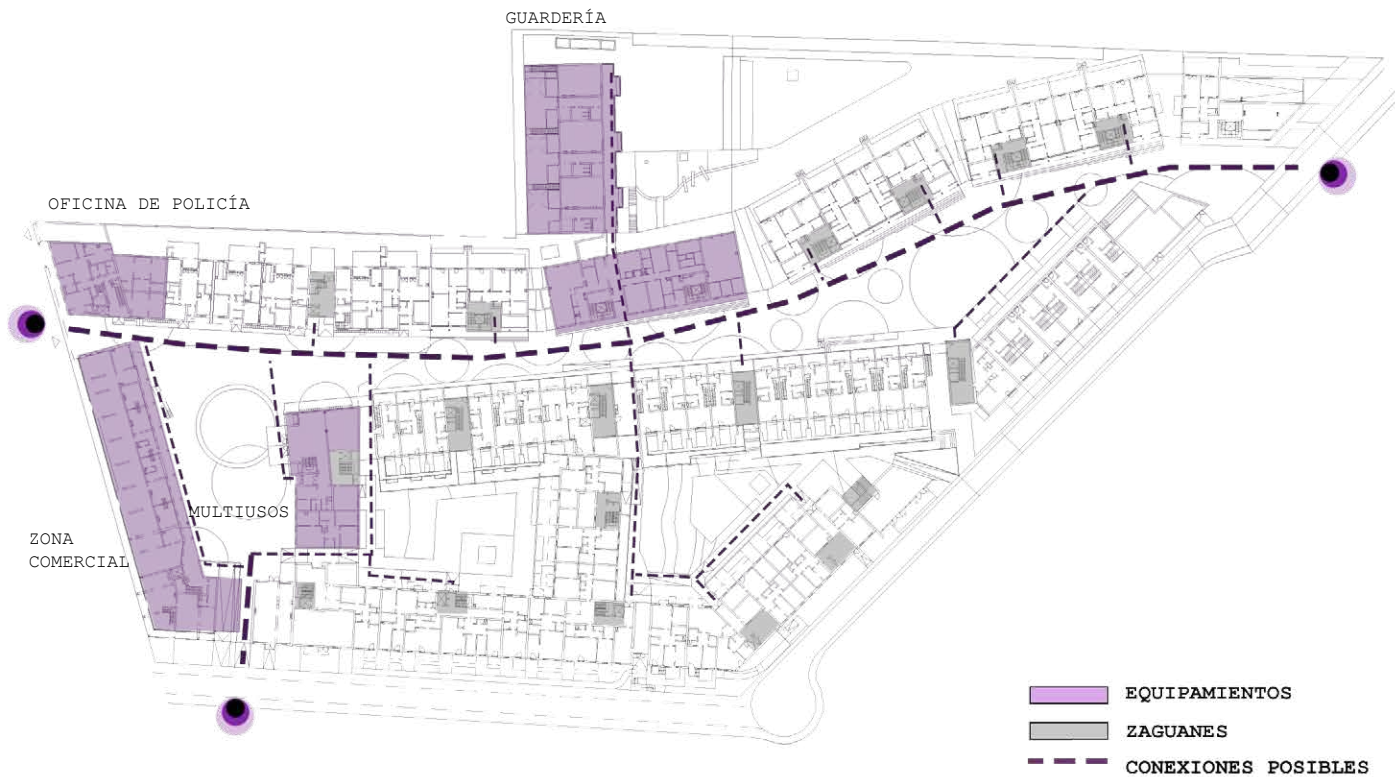 GUARDERÍA
OFICINA DE POLICÍA
MULTIUSOS
ZONA
COMERCIAL
EQUIPAMIENTOS
ZAGUANES
CONEXIONES POSIBLES